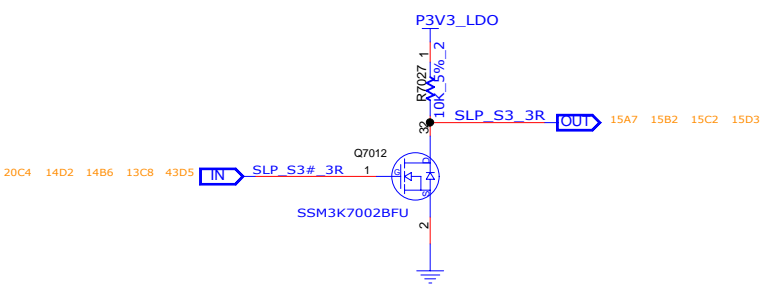 P3V3_LDO
1
R7027
10K_5%_2
SLP_S3_3R
OUT
15A7 15B2 15C2 15D3
32
Q7012
D
20C4 14D2 14B6 13C8 43D5
IN
SLP_S3#_3R
1
G
S
SSM3K7002BFU
2